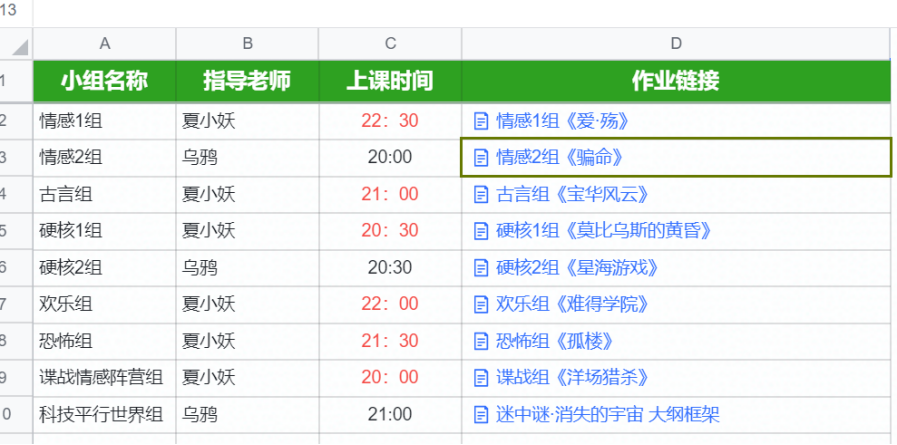 13
A B C D
1 小组名称 指导老师 上课时间 作业链接
2 情感1组 夏小妖 22：30 情感1组《爱·殇》
3 情感2组 乌鸦 20:00 情感2组《骗命》
4 古言组 夏小妖 21：00 古言组《宝华风云》
5 硬核1组 夏小妖 20：30 硬核1组《莫比乌斯的黄昏》
6 硬核2组 乌鸦 20:30 硬核2组《星海游戏》
7 欢乐组 夏小妖 22：00 欢乐组《难得学院》
8 恐怖组 夏小妖 21：30 恐怖组《孤楼》
9 谍战情感阵营组 夏小妖 20：00 谍战组《洋场猎杀》
0 科技平行世界组 乌鸦 21:00 迷中谜·消失的宇宙 大纲框架